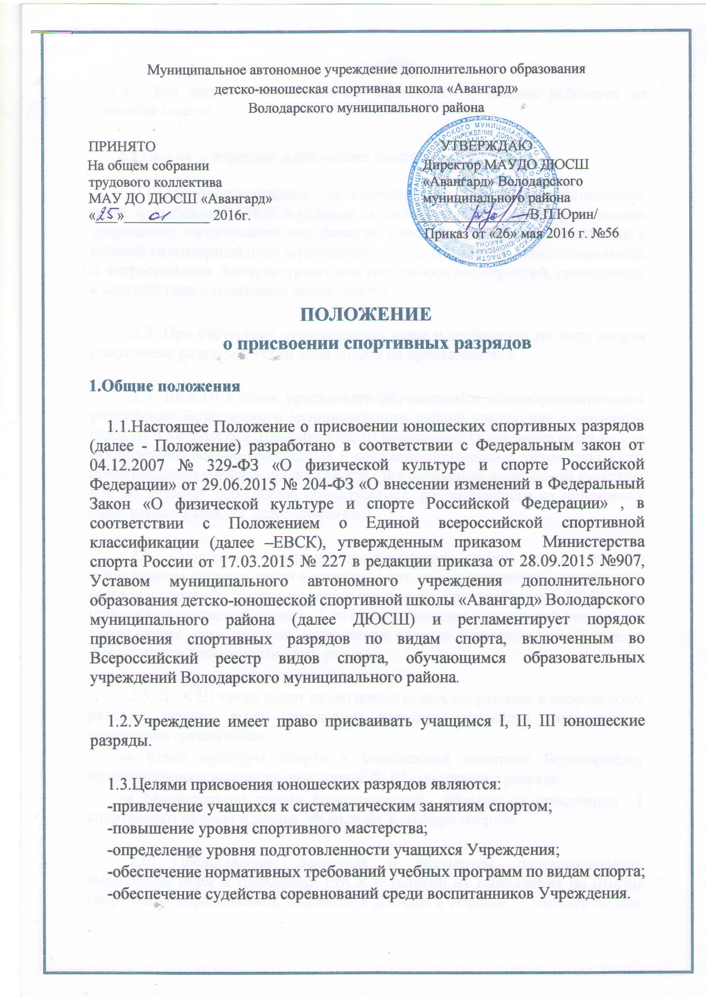 Муниципальное автономное учреждение дополнительного образования
детско-юношеская спортивная школа «Авангард»
Володарского муниципального района
ПРИНЯТО
На общем собрании
трудового коллектива
МАУ ДО ДЮСШ «Авангард»
«25» 01 2016г.
УТВЕРЖДАЮ
Директор МАУДО ДЮСШ
«Авангард» Володарского
муниципального района
/В.П.Юрин/
Приказ от «26» мая 2016 г. №56
ПОЛОЖЕНИЕ
о присвоении спортивных разрядов
1.Общие положения
1.1.Настоящее Положение о присвоении юношеских спортивных разрядов
(далее - Положение) разработано в соответствии с Федеральным закон от
04.12.2007 № 329-ФЗ «О физической культуре и спорте Российской
Федерации» от 29.06.2015 № 204-ФЗ «О внесении изменений в Федеральный
Закон «О физической культуре и спорте Российской Федерации» , в
соответствии с Положением о Единой всероссийской спортивной
классификации (далее –ЕВСК), утвержденным приказом Министерства
спорта России от 17.03.2015 № 227 в редакции приказа от 28.09.2015 №907,
Уставом муниципального автономного учреждения дополнительного
образования детско-юношеской спортивной школы «Авангард» Володарского
муниципального района (далее ДЮСШ) и регламентирует порядок
присвоения спортивных разрядов по видам спорта, включенным во
Всероссийский реестр видов спорта, обучающимся образовательных
учреждений Володарского муниципального района.
1.2.Учреждение имеет право присваивать учащимся I, II, III юношеские
разряды.
1.3.Целями присвоения юношеских разрядов являются:
-привлечение учащихся к систематическим занятиям спортом;
-повышение уровня спортивного мастерства;
-определение уровня подготовленности учащихся Учреждения;
-обеспечение нормативных требований учебных программ по видам спорта;
-обеспечение судейства соревнований среди воспитанников Учреждения.